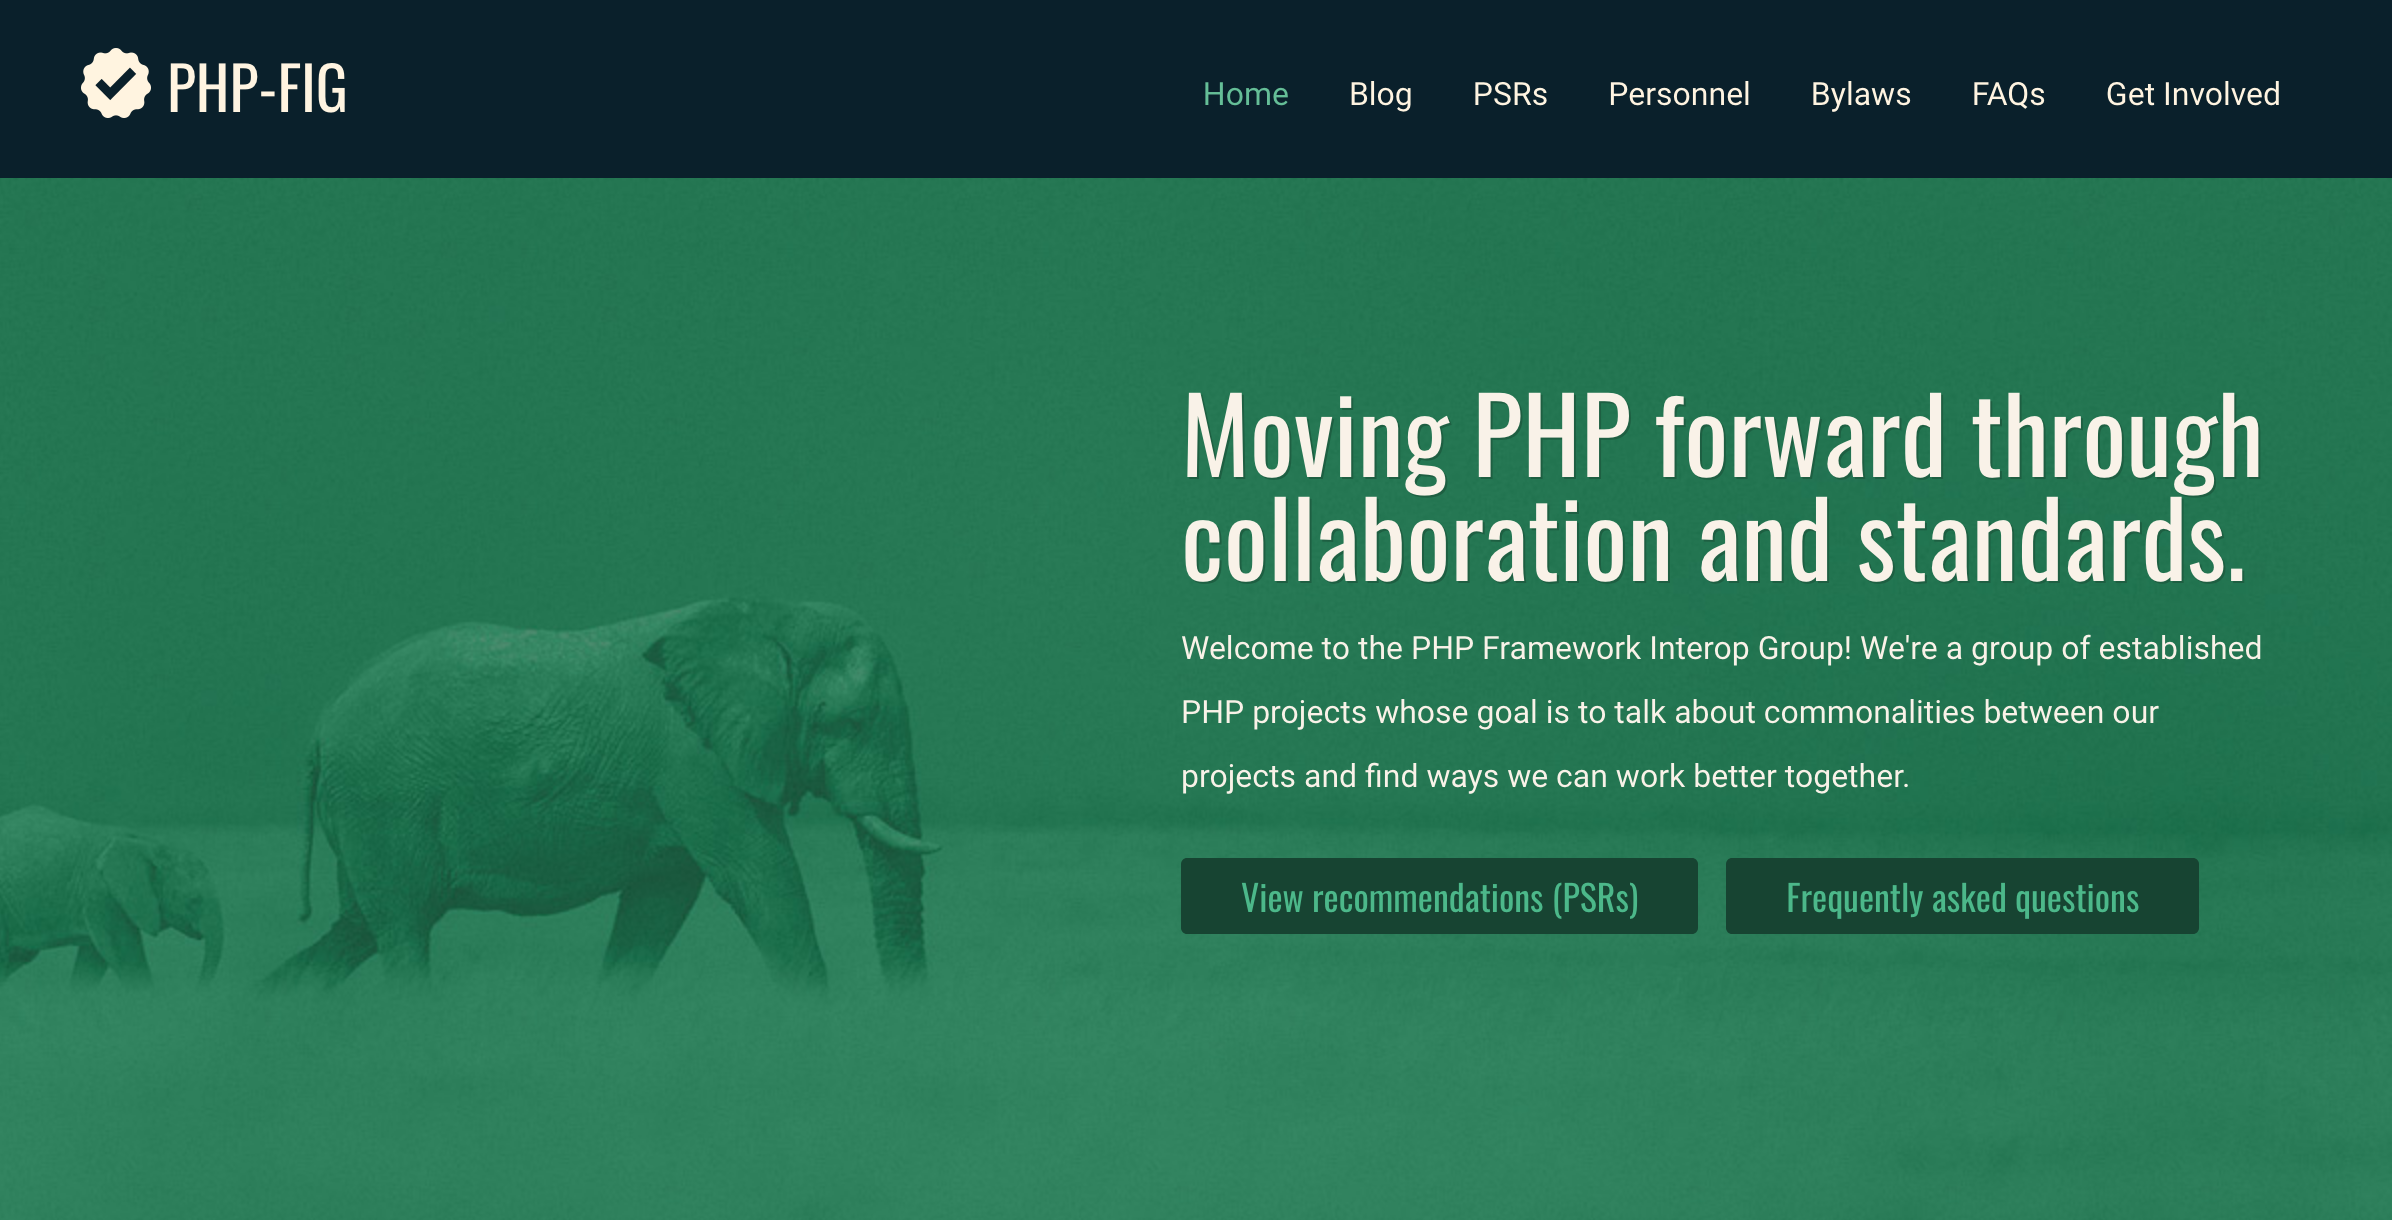 PHP-FIG
Home
Blog
PSRs
Personnel
Bylaws
FAQs
Get Involved
Moving PHP forward through
collaboration and standards.
Welcome to the PHP Framework Interop Group! We're a group of established
PHP projects whose goal is to talk about commonalities between our
projects and find ways we can work better together.
View recommendations (PSRs)
Frequently asked questions